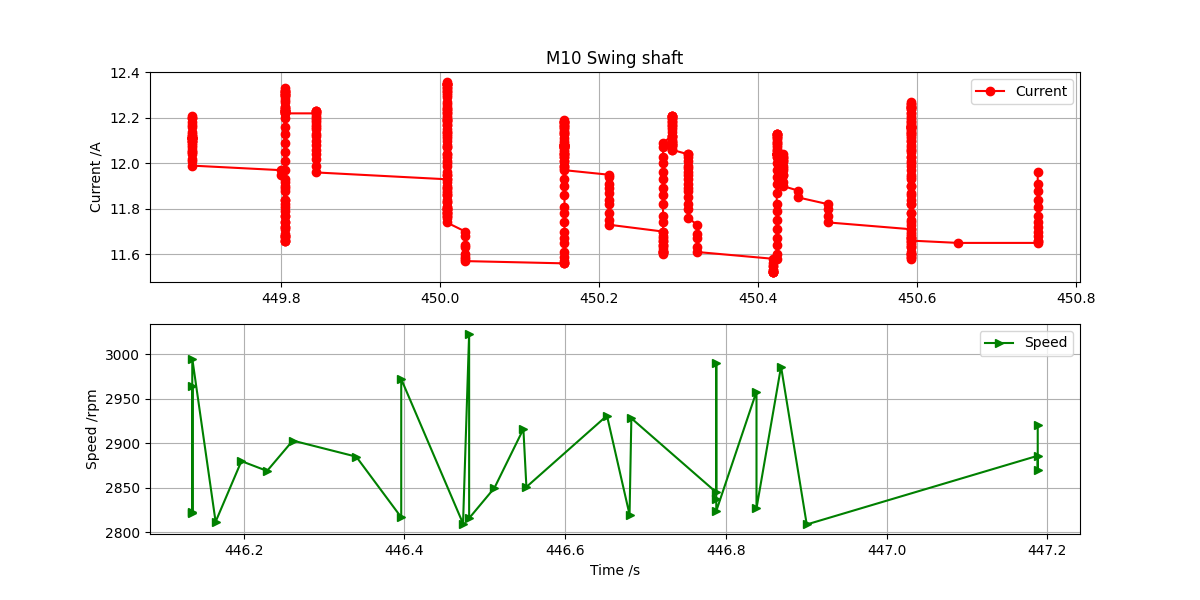 M10 Swing shaft
12.4
12.2
12.0
11.8
11.6
Current /A
Current
449.8 450.0 450.2 450.4 450.6 450.8
3000
2950
2900
2850
2800
Speed /rpm
Speed
446.2 446.4 446.6 446.8 447.0 447.2
Time /s